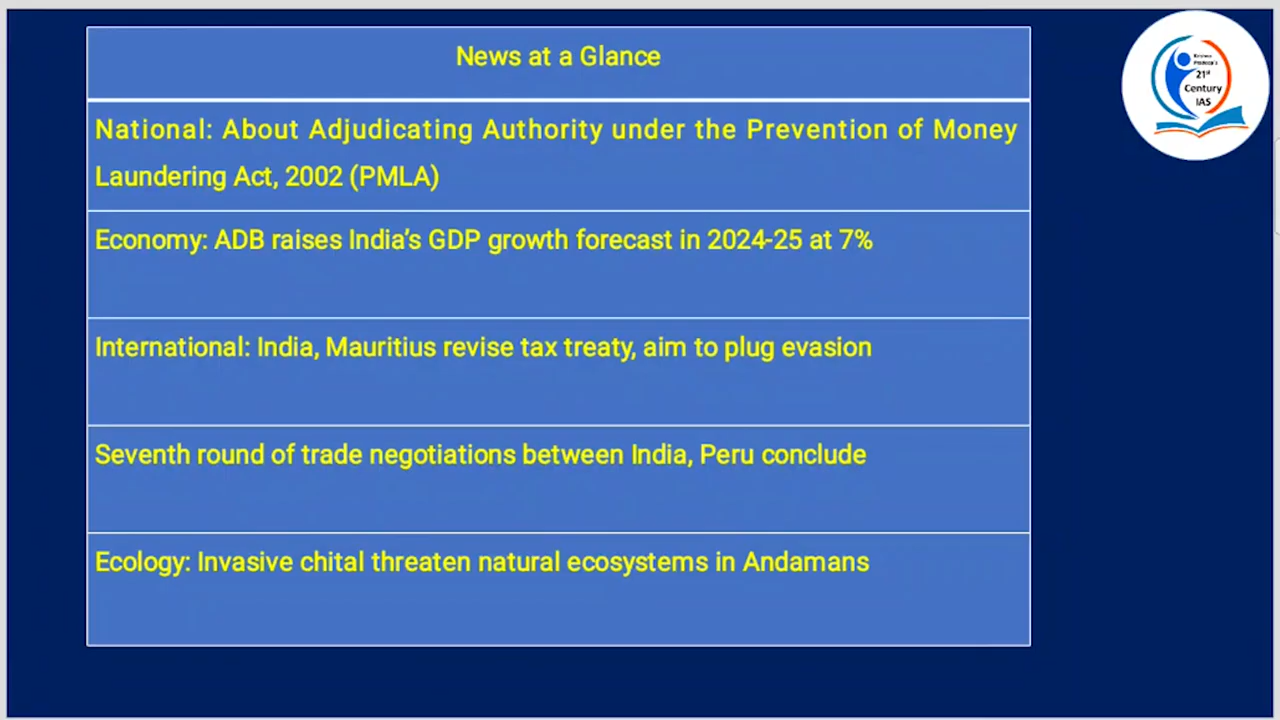 News at a Glance
National: About Adjudicating Authority under the Prevention of Money
Laundering Act, 2002 (PMLA)
Economy: ADB raises India’s GDP growth forecast in 2024-25 at 7%
International: India, Mauritius revise tax treaty, aim to plug evasion
Seventh round of trade negotiations between India, Peru conclude
Ecology: Invasive chital threaten natural ecosystems in Andamans
Krishna
Pradeep's
21st
Century
IAS